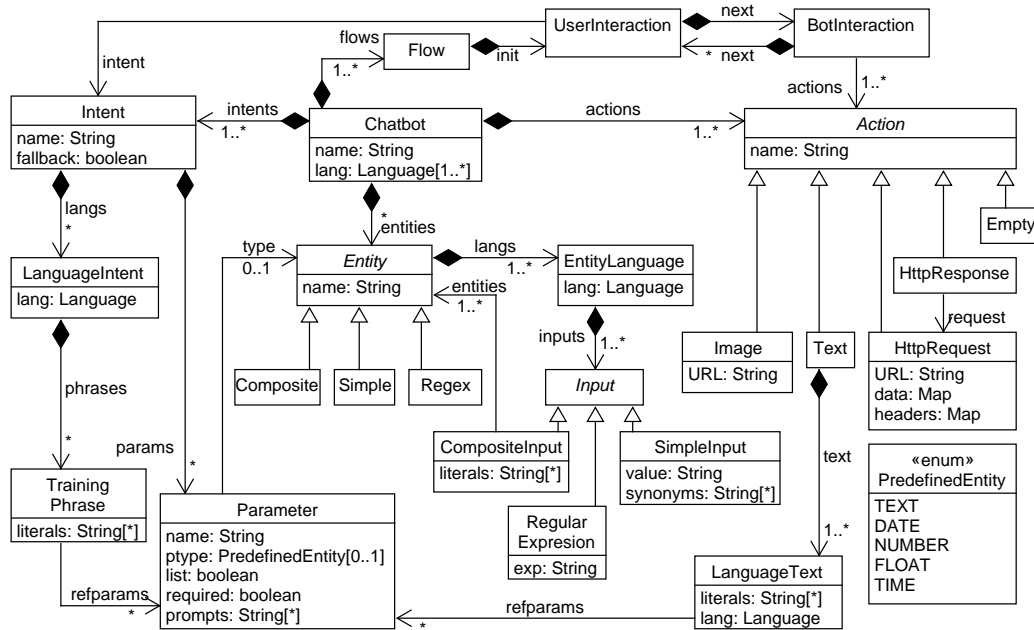 UserInteraction
next
BotInteraction
flows
1..*
Flow
init
* next
intent
actions
1..*
Intent
name: String
fallback: boolean
intents
1..*
Chatbot
name: String
lang: Language[1..*]
actions
1..*
Action
name: String
langs
*
*
entities
Empty
type
0..1
Entity
name: String
langs
1..*
EntityLanguage
lang: Language
LanguageIntent
lang: Language
HttpResponse
entities
1..*
request
inputs
1..*
Image
URL: String
Text
HttpRequest
URL: String
data: Map
headers: Map
Composite
Simple
Regex
Input
phrases
*
params
*
CompositeInput
literals: String[*]
SimpleInput
value: String
synonyms: String[*]
text
1..*
«enum»
PredefinedEntity
TEXT
DATE
NUMBER
FLOAT
TIME
Training
Phrase
literals: String[*]
Parameter
name: String
ptype: PredefinedEntity[0..1]
list: boolean
required: boolean
prompts: String[*]
Regular
Expresion
exp: String
LanguageText
literals: String[*]
lang: Language
refparams
*
refparams
*